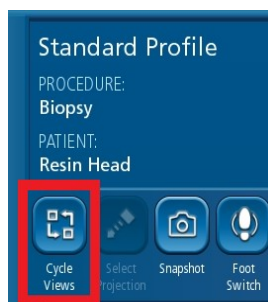 Standard Profile
PROCEDURE:
Biopsy
PATIENT:
Resin Head
Cycle Views
Select Projection
Snapshot
Foot Switch